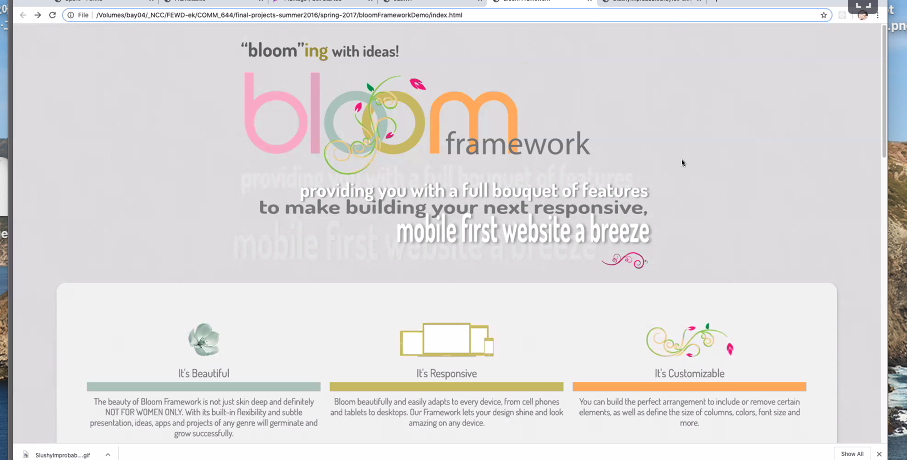 File | /Volumes/bay04/_NCC/FEWD-ek/COMM_644/final-projects-summer2016/spring-2017/bloomFrameworkDemo/index.html
.pn
“bloom”ing with ideas!
bloom
framework
providing you with a full bouquet of features
to make building your next responsive,
mobile first website a breeze
It's Beautiful
It's Responsive
It's Customizable
The beauty of Bloom Framework is not just skin deep and definitely
NOT FOR WOMEN ONLY. With its built-in flexibility and subtle
presentation, ideas, apps and projects of any genre will germinate and
grow successfully.
Bloom beautifully and easily adapts to every device, from cell phones
and tablets to desktops. Our Framework lets your design shine and look
amazing on any device.
You can build the perfect arrangement to include or remove certain
elements, as well as define the size of columns, colors, font size and
more.
SlushyImprobab....gif
Show All